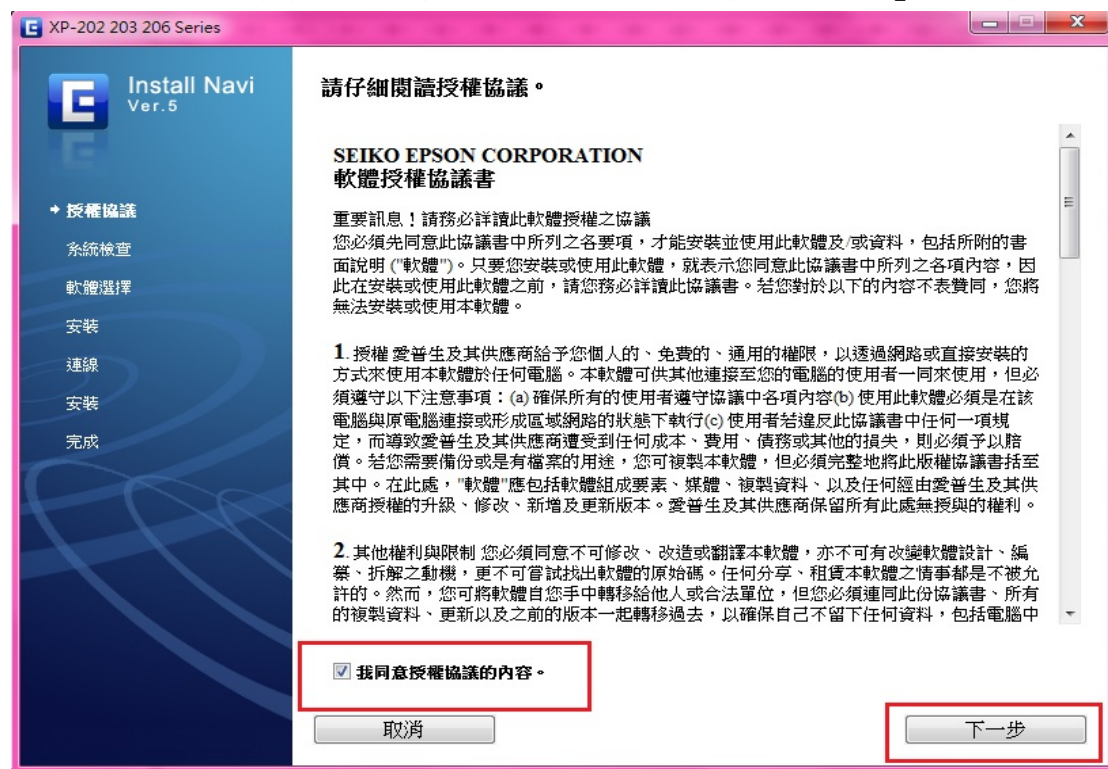 XP-202 203 206 Series
Install Navi
Ver.5
授權協議
系統檢查
軟體選擇
安裝
連線
安裝
完成
請仔細閱讀授權協議。
SEIKO EPSON CORPORATION
軟體授權協議書
重要訊息！請務必詳讀此軟體授權之協議
您必須先同意此協議書中所列之各要項，才能安裝並使用此軟體及/或資料，包括所附的書
面說明 ("軟體")。只要您安裝或使用此軟體，就表示您同意此協議書中所列之各項內容，因
此在安裝或使用此軟體之前，請您務必詳讀此協議書。若您對於以下的內容不表贊同，您將
無法安裝或使用本軟體。
1. 授權 愛普生及其供應商給予您個人的、免費的、通用的權限，以透過網路或直接安裝的
方式來使用本軟體於任何電腦。本軟體可供其他連接至您的電腦的使用者一同來使用，但必
須遵守以下注意事項：(a) 確保所有的使用者遵守協議中各項內容(b) 使用此軟體必須是在該
電腦與原電腦連接或形成區域網路的狀態下執行(c) 使用者若違反此協議書中任何一項規
定，而導致愛普生及其供應商遭受到任何成本、費用、債務或其他的損失，則必須予以賠
償。若您需要備份或是有檔案的用途，您可複製本軟體，但必須完整地將此版權協議書括至
其中。在此處，"軟體"應包括軟體組成要素、媒體、複製資料、以及任何經由愛普生及其供
應商授權的升級、修改、新增及更新版本。愛普生及其供應商保留所有此處無授與的權利。
2. 其他權利與限制 您必須同意不可修改、改造或翻譯本軟體，亦不可有改變軟體設計、編
纂、拆解之動機，更不可嘗試找出軟體的原始碼。任何分享、租賃本軟體之情事都是不被允
許的。然而，您可將軟體自您手中轉移給他人或合法單位，但您必須連同此份協議書、所有
的複製資料、更新以及之前的版本一起轉移過去，以確保自己不留下任何資料，包括電腦中
我同意授權協議的內容。
取消
下一步